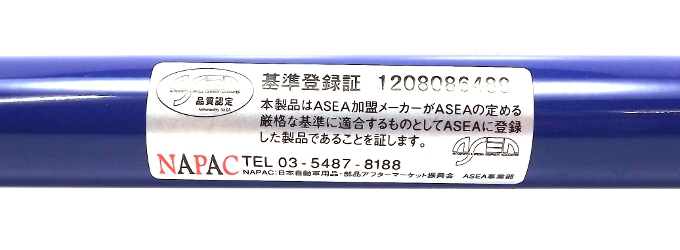 ASEA
品質認定
基準登録証 1208086486
本製品はASEA加盟メーカーがASEAの定める
厳格な基準に適合するものとしてASEAに登録
した製品であることを証します。
ASEA
NAPAC TEL 03-5487-8188
NAPAC:日本自動車用品・部品アフターマーケット振興会 ASEA事業部